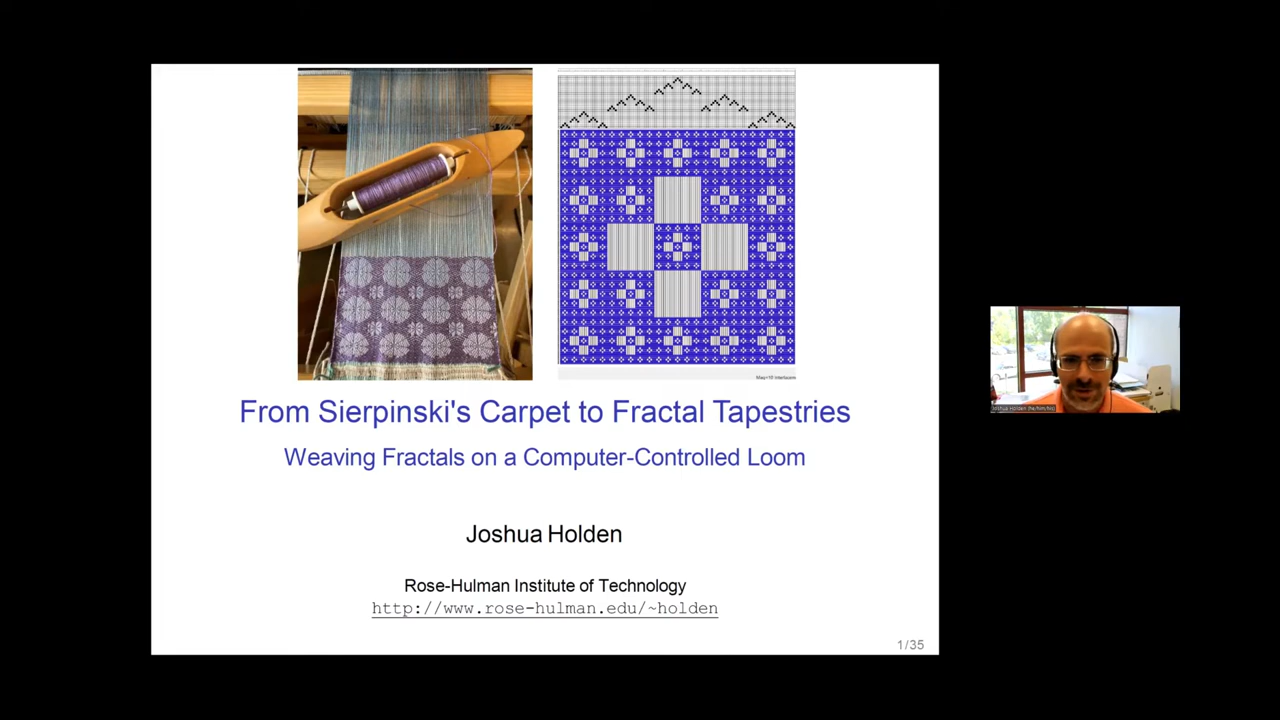 From Sierpinski's Carpet to Fractal Tapestries
Weaving Fractals on a Computer-Controlled Loom
Joshua Holden
Rose-Hulman Institute of Technology
http://www.rose-hulman.edu/~holden
1/35